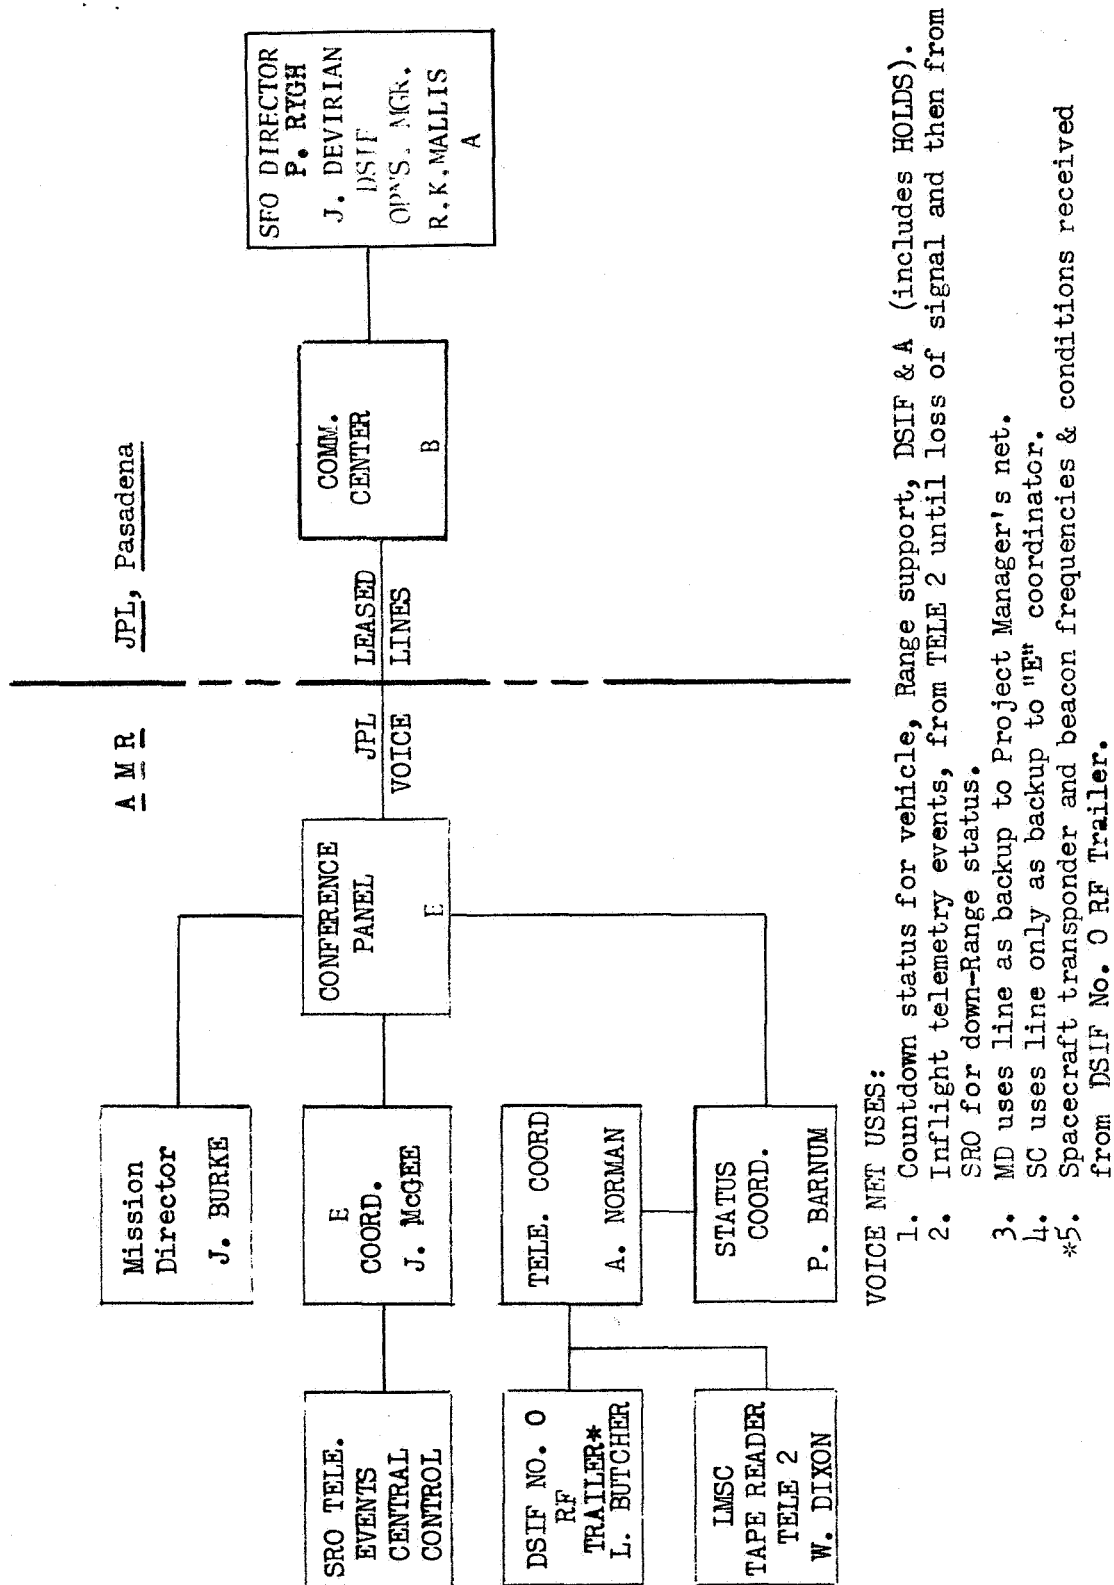 A M R
JPL, Pasadena
Mission
Director
J. BURKE
SRO TELE.
EVENTS
CENTRAL
CONTROL
E
COORD.
J. McGEE
CONFERENCE
PANEL
E
JPL LEASED
VOICE LINES
COMM.
CENTER
B
SFO DIRECTOR
P. RYGH
J. DEVIRIAN
DSIF
OPNS. MGR.
R.K.MALLIS
A
DSIF NO. 0
RF
TRAILER*
L. BUTCHER
TELE. COORD
A. NORMAN
LMSC
TAPE READER
TELE 2
W. DIXON
STATUS
COORD.
P. BARNUM
VOICE NET USES:
1. Countdown status for vehicle, Range support, DSIF & A (includes HOLDS).
2. Inflight telemetry events, from TELE 2 until loss of signal and then from
SRO for down-Range status.
3. MD uses line as backup to Project Manager's net.
4. SC uses line only as backup to "E" coordinator.
*5. Spacecraft transponder and beacon frequencies & conditions received
from DSIF No. 0 RF Trailer.